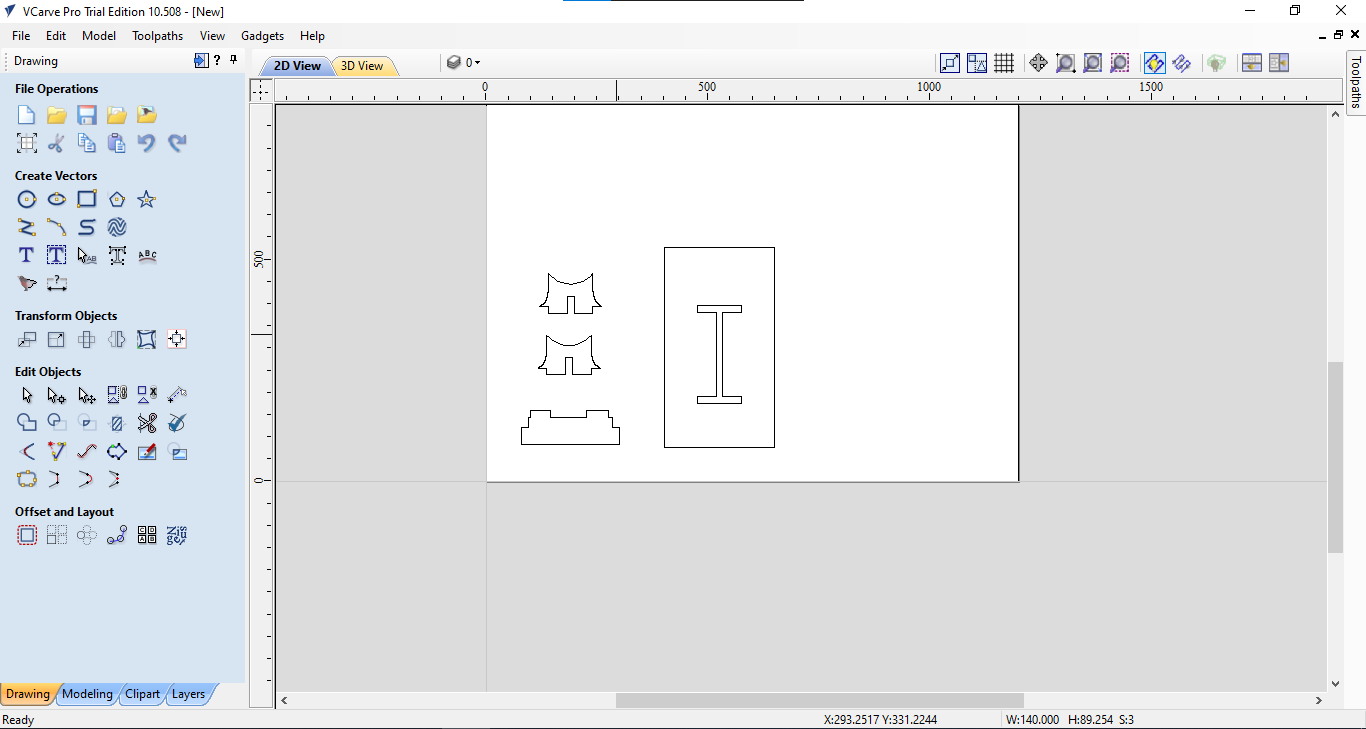 VCarve Pro Trial Edition 10.508 - [New]
File Edit Model Toolpaths View Gadgets Help
Drawing
?
2D View
3D View
0
Toolpaths
File Operations
0 500 1000 1500
Create Vectors
T T AB T ABC
?
500
Transform Objects
Edit Objects
0
Offset and Layout
Drawing Modeling Clipart Layers
Ready
X:293.2517 Y:331.2244
W:140.000 H:89.254 S:3